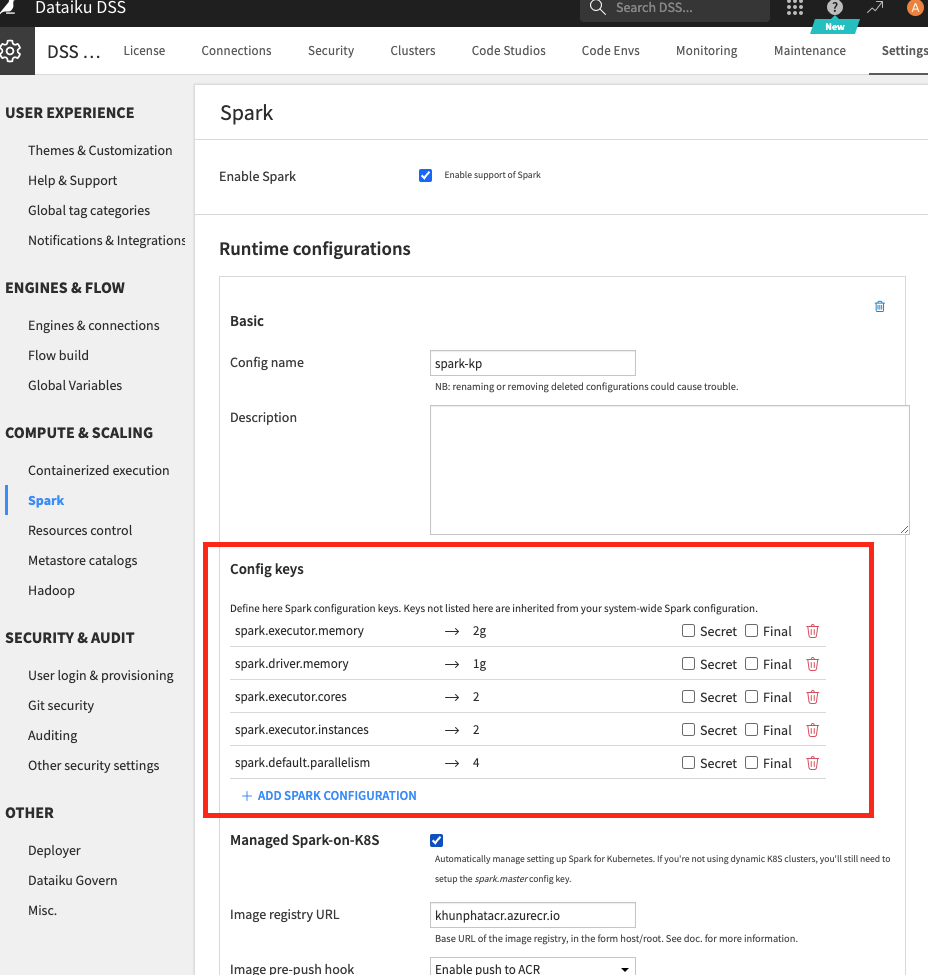 Dataiku DSS
Search DSS...
?
A
New
DSS ...
License
Connections
Security
Clusters
Code Studios
Code Envs
Monitoring
Maintenance
Settings
USER EXPERIENCE
Themes & Customization
Help & Support
Global tag categories
Notifications & Integrations
ENGINES & FLOW
Engines & connections
Flow build
Global Variables
COMPUTE & SCALING
Containerized execution
Spark
Resources control
Metastore catalogs
Hadoop
SECURITY & AUDIT
User login & provisioning
Git security
Auditing
Other security settings
OTHER
Deployer
Dataiku Govern
Misc.
Spark
Enable Spark
Enable support of Spark
Runtime configurations
Basic
Config name
spark-kp
NB: renaming or removing deleted configurations could cause trouble.
Description
Config keys
Define here Spark configuration keys. Keys not listed here are inherited from your system-wide Spark configuration.
spark.executor.memory → 2g Secret Final
spark.driver.memory → 1g Secret Final
spark.executor.cores → 2 Secret Final
spark.executor.instances → 2 Secret Final
spark.default.parallelism → 4 Secret Final
+ ADD SPARK CONFIGURATION
Managed Spark-on-K8S
Automatically manage setting up Spark for Kubernetes. If you're not using dynamic K8S clusters, you'll still need to
setup the spark.master config key.
Image registry URL
khunphatacr.azurecr.io
Base URL of the image registry, in the form host/root. See doc. for more information.
Image pre-push hook
Enable push to ACR